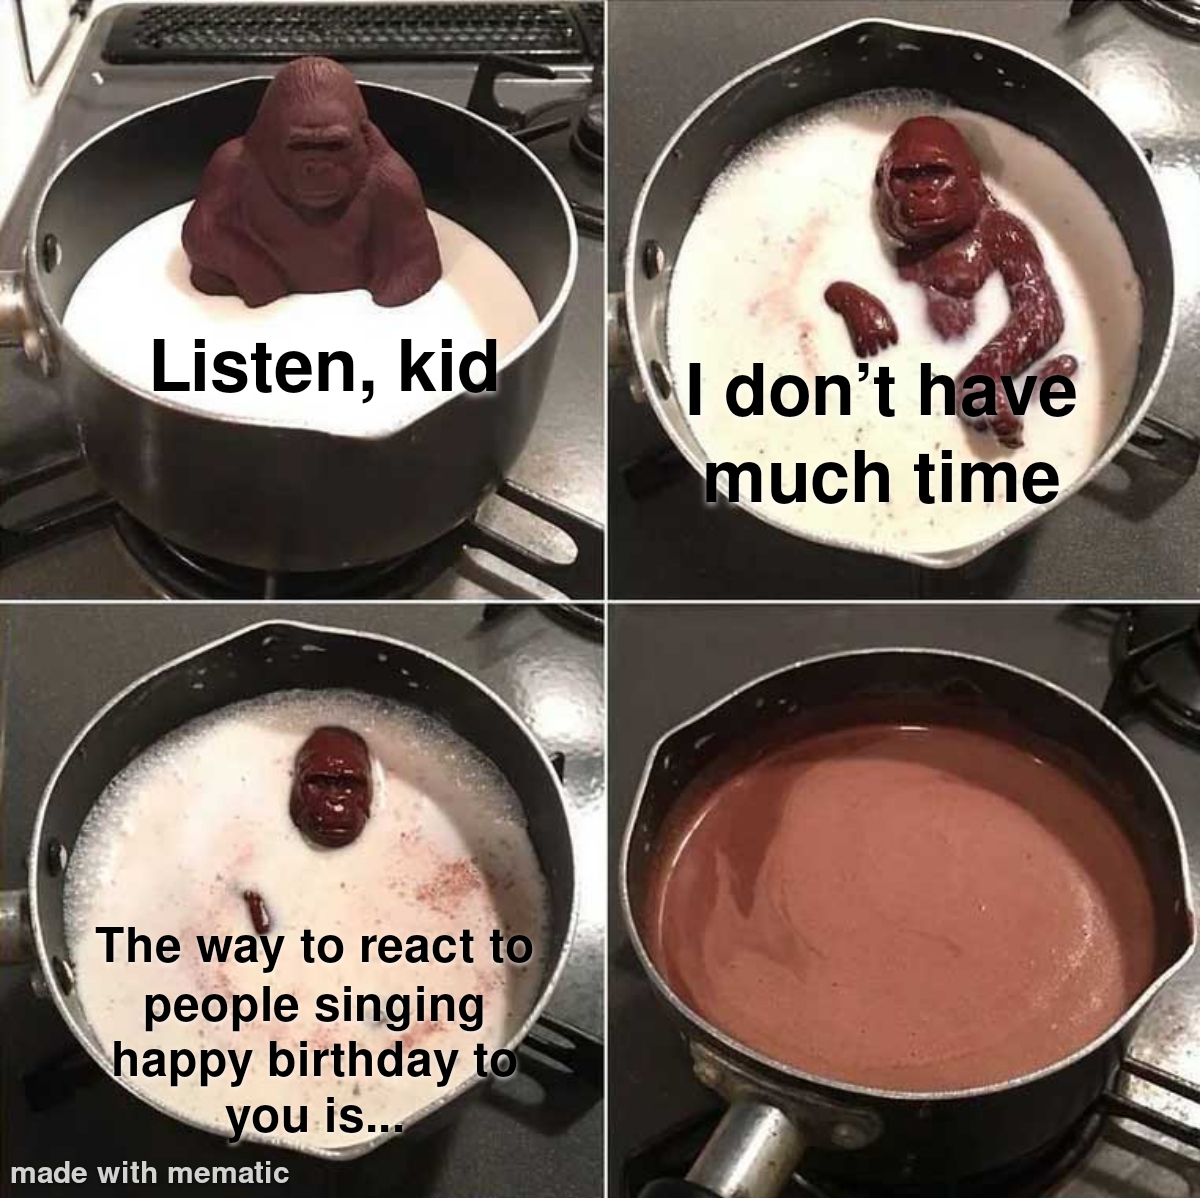 Listen, kid
I don’t have
much time
The way to react to
people singing
happy birthday to
you is...
made with mematic